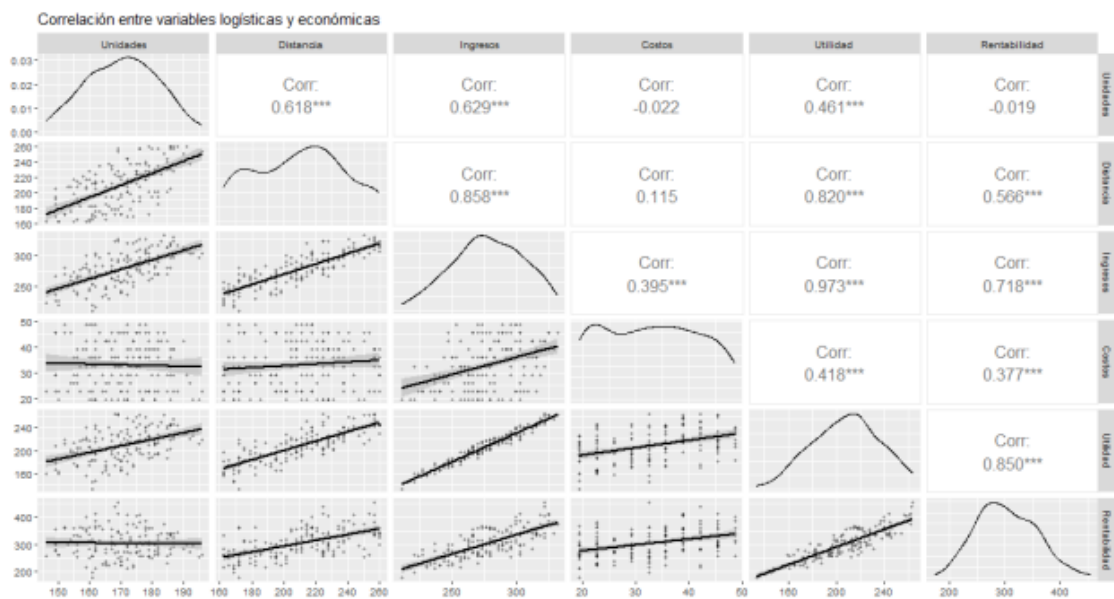 Correlación entre variables logísticas y económicas
Unidades Distancia Ingresos Costos Utilidad Rentabilidad
0.03
0.02
0.01
0.00
Corr:
0.618***
Corr:
0.629***
Corr:
-0.022
Corr:
0.461***
Corr:
-0.019
Unidades
260
240
220
200
180
160
Corr:
0.858***
Corr:
0.115
Corr:
0.820***
Corr:
0.566***
Distancia
300
250
Corr:
0.395***
Corr:
0.973***
Corr:
0.718***
Ingresos
50
40
30
20
Corr:
0.418***
Corr:
0.377***
Costos
240
200
160
Corr:
0.850***
Utilidad
400
300
200
Rentabilidad
150 160 170 180 190 160 180 200 220 240 260 250 300 20 30 40 50 160 200 240 200 300 400